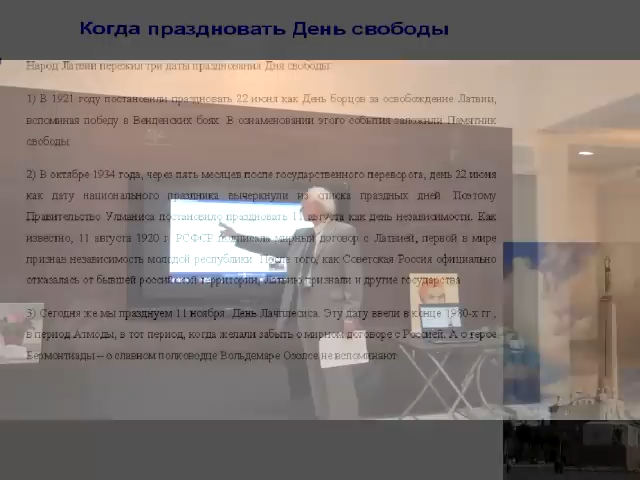 Когда праздновать День свободы
Народ Латвии пережил три даты празднования Дня свободы:
1) В 1921 году постановили праздновать 22 июня как День борцов за освобождение Латвии,
вспоминая победу в Венденских боях. В ознаменовании этого события заложили Памятник
свободы.
2) В октябре 1934 года, через пять месяцев после государственного переворота, день 22 июня
как дату национального праздника вычеркнули из списка праздных дней. Поэтому
Правительство Улманиса постановило праздновать 11 августа как день независимости. Как
известно, 11 августа 1920 г. РСФСР подписала мирный договор с Латвией, первой в мире
признав независимость молодой республики. После того, как Советская Россия официально
отказалась от бывшей российской территории, Латвию признали и другие государства.
3) Сегодня же мы празднуем 11 ноября. День Лачплесиса. Эту дату ввели в конце 1980-х гг.,
в период Атмоды, в тот период, когда желали забыть о мирном договоре с Россией. А о герое
Бермонтиады – о славном полководце Вольдемаре Озолсе не вспоминают.